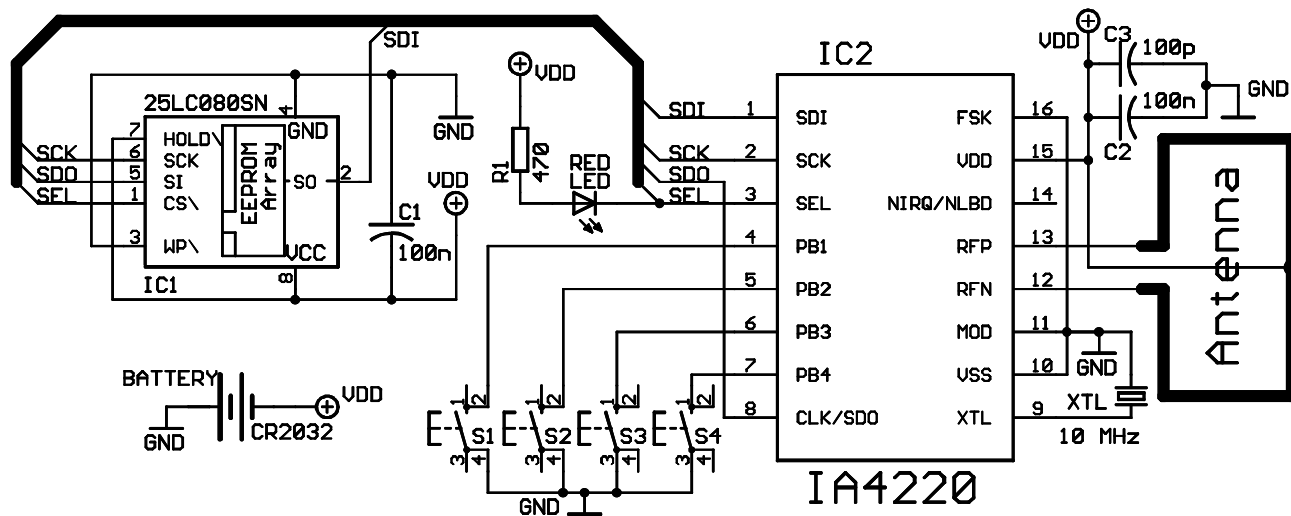 SDI
25LC080SN
7 HOLD\
6 SCK
5 SI
1 CS\
3 WP\
SCK
SDO
SEL
EEPROM
Array
4
GND
SO 2
VCC
8
IC1
GND
VDD
C1
100n
VDD
R1
470
RED
LED
SDI
SCK
SDO
SEL
BATTERY
GND
CR2032
VDD
1 2
3 4
S1
1 2
3 4
S2
1 2
3 4
S3
1 2
3 4
S4
GND
IC2
1 SDI
2 SCK
3 SEL
4 PB1
5 PB2
6 PB3
7 PB4
8 CLK/SDO
FSK 16
VDD 15
NIRQ/NLBD 14
RFP 13
RFN 12
MOD 11
VSS 10
XTL 9
IA4220
VDD
C3
100p
100n
C2
GND
Antenna
GND
XTL
10 MHz